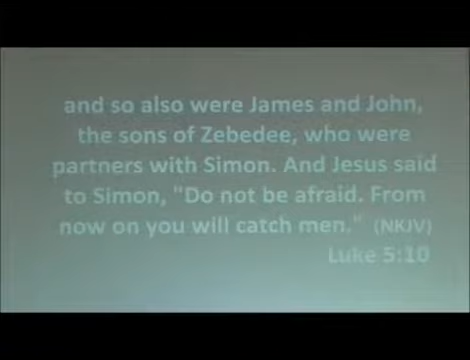 and so also were James and John,
the sons of Zebedee, who were
partners with Simon. And Jesus said
to Simon, "Do not be afraid. From
now on you will catch men." (NKJV)
Luke 5:10